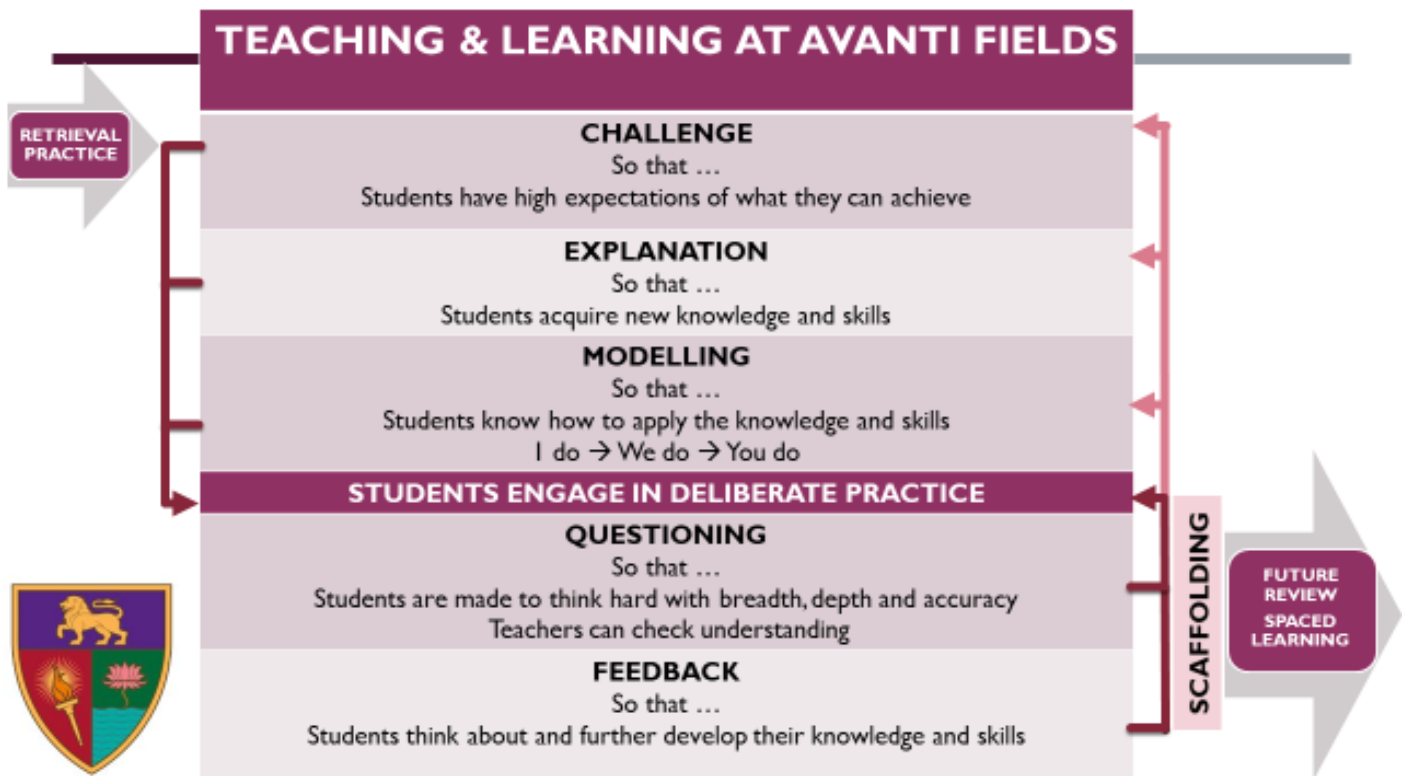 TEACHING & LEARNING AT AVANTI FIELDS
RETRIEVAL
PRACTICE
CHALLENGE
So that ...
Students have high expectations of what they can achieve
EXPLANATION
So that ...
Students acquire new knowledge and skills
MODELLING
So that ...
Students know how to apply the knowledge and skills
I do → We do → You do
STUDENTS ENGAGE IN DELIBERATE PRACTICE
QUESTIONING
So that ...
Students are made to think hard with breadth, depth and accuracy
Teachers can check understanding
FEEDBACK
So that ...
Students think about and further develop their knowledge and skills
SCAFFOLDING
FUTURE
REVIEW
SPACED
LEARNING